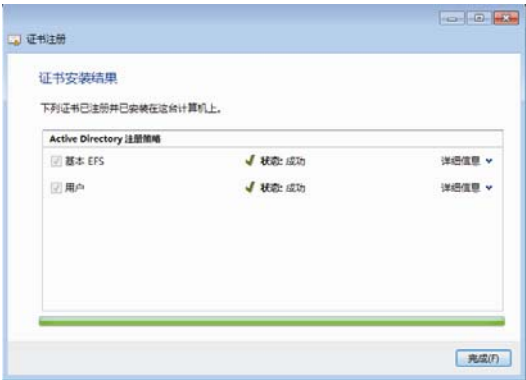 证书注册
证书安装结果
下列证书已注册并已安装在这台计算机上。
Active Directory 注册策略
基本 EFS 状态: 成功 详细信息
用户 状态: 成功 详细信息
完成(F)